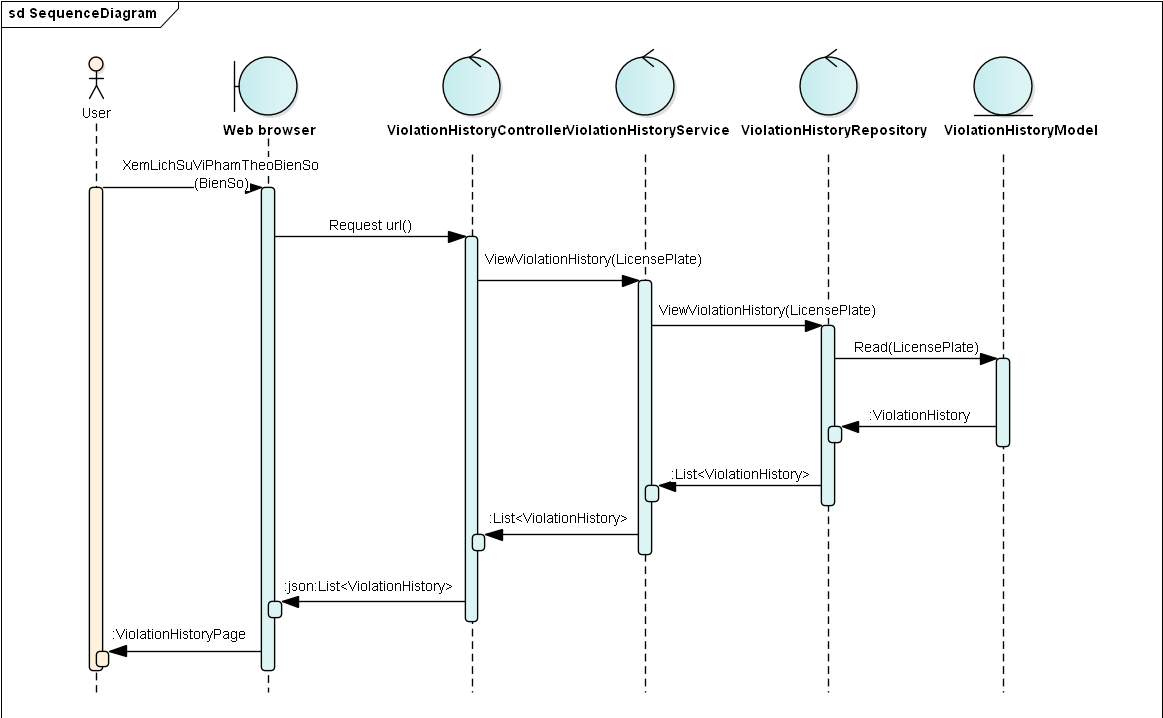 sd SequenceDiagram
User
Web browser
ViolationHistoryController
ViolationHistoryService
ViolationHistoryRepository
ViolationHistoryModel
XemLichSuViPhamTheoBienSo
(BienSo)
Request url()
ViewViolationHistory(LicensePlate)
ViewViolationHistory(LicensePlate)
Read(LicensePlate)
:ViolationHistory
:List<ViolationHistory>
:List<ViolationHistory>
:json:List<ViolationHistory>
:ViolationHistoryPage